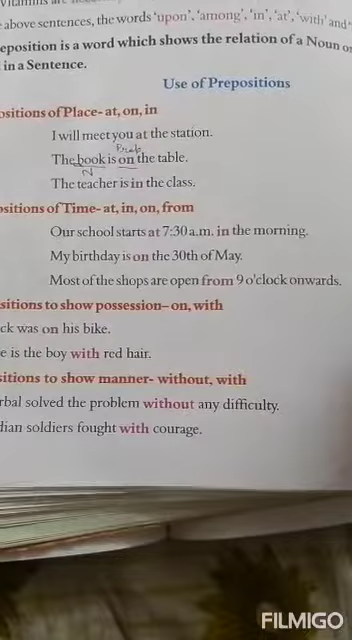 above sentences, the words 'upon', 'among', 'in', 'at', 'with' and
eposition is a word which shows the relation of a Noun or
in a Sentence.
Use of Prepositions
ositions of Place- at, on, in
I will meet you at the station.
Prep
The book is on the table.
N
The teacher is in the class.
ositions of Time- at, in, on, from
Our school starts at 7:30 a.m. in the morning.
My birthday is on the 30th of May.
Most of the shops are open from 9 o'clock onwards.
sitions to show possession- on, with
ck was on his bike.
e is the boy with red hair.
sitions to show manner- without, with
rbal solved the problem without any difficulty.
dian soldiers fought with courage.
FILMIGO